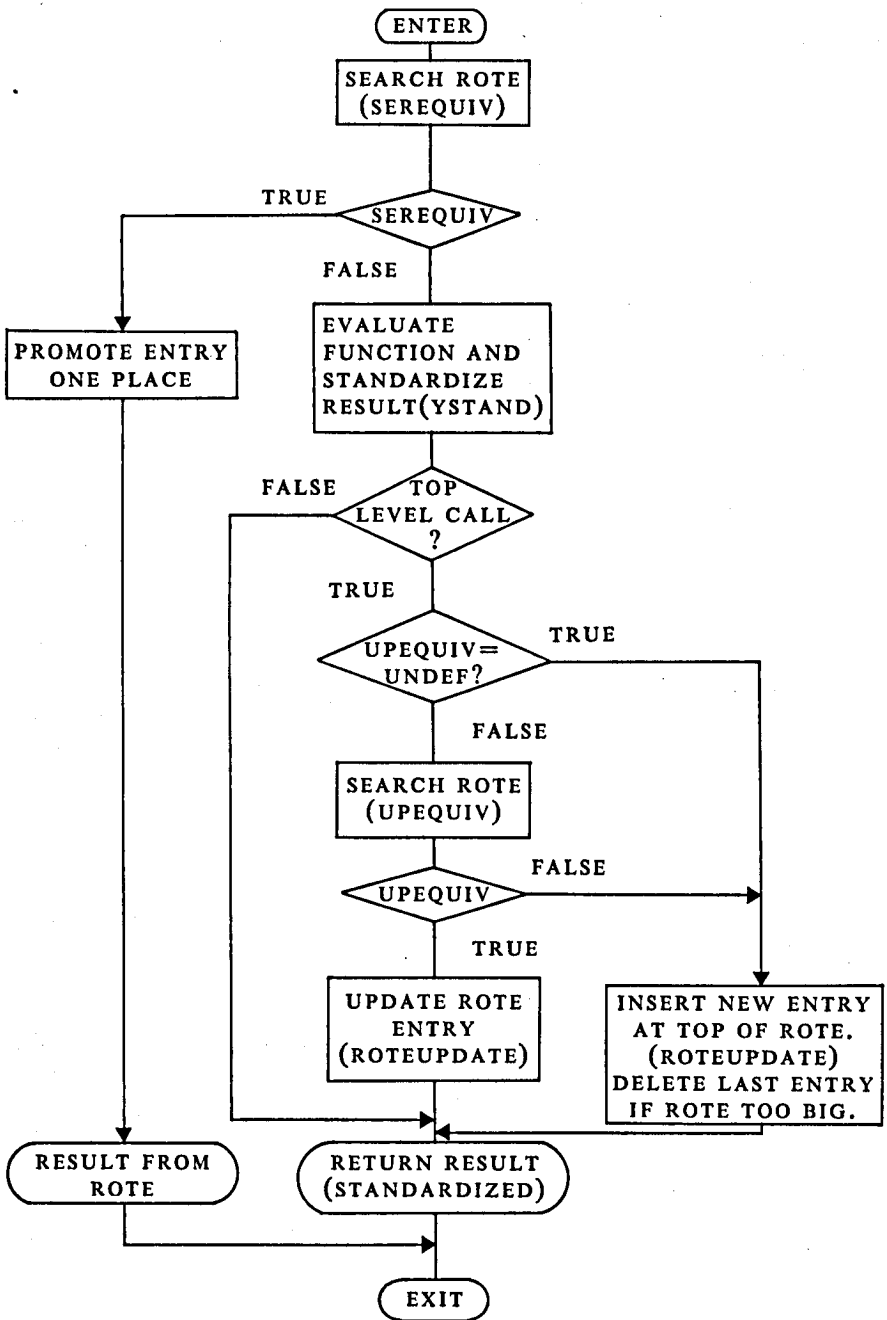 ENTER
SEARCH ROTE
(SEREQUIV)
TRUE
SEREQUIV
FALSE
PROMOTE ENTRY
ONE PLACE
EVALUATE
FUNCTION AND
STANDARDIZE
RESULT(YSTAND)
FALSE
TOP
LEVEL CALL
?
TRUE
UPEQUIV=
UNDEF?
TRUE
FALSE
SEARCH ROTE
(UPEQUIV)
FALSE
UPEQUIV
TRUE
UPDATE ROTE
ENTRY
(ROTEUPDATE)
INSERT NEW ENTRY
AT TOP OF ROTE.
(ROTEUPDATE)
DELETE LAST ENTRY
IF ROTE TOO BIG.
RESULT FROM
ROTE
RETURN RESULT
(STANDARDIZED)
EXIT